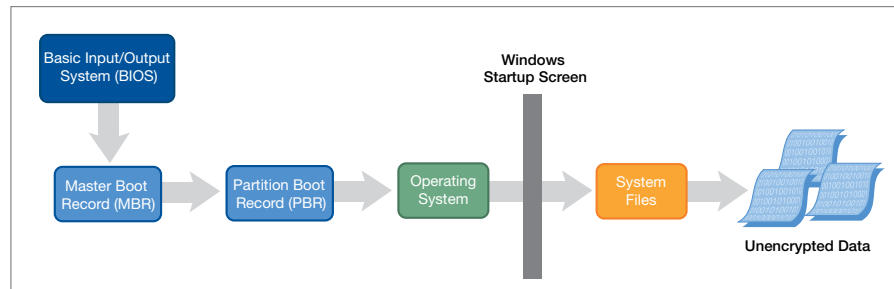 Basic Input/Output
System (BIOS)
Windows
Startup Screen
Master Boot
Record (MBR)
Partition Boot
Record (PBR)
Operating
System
System
Files
Unencrypted Data